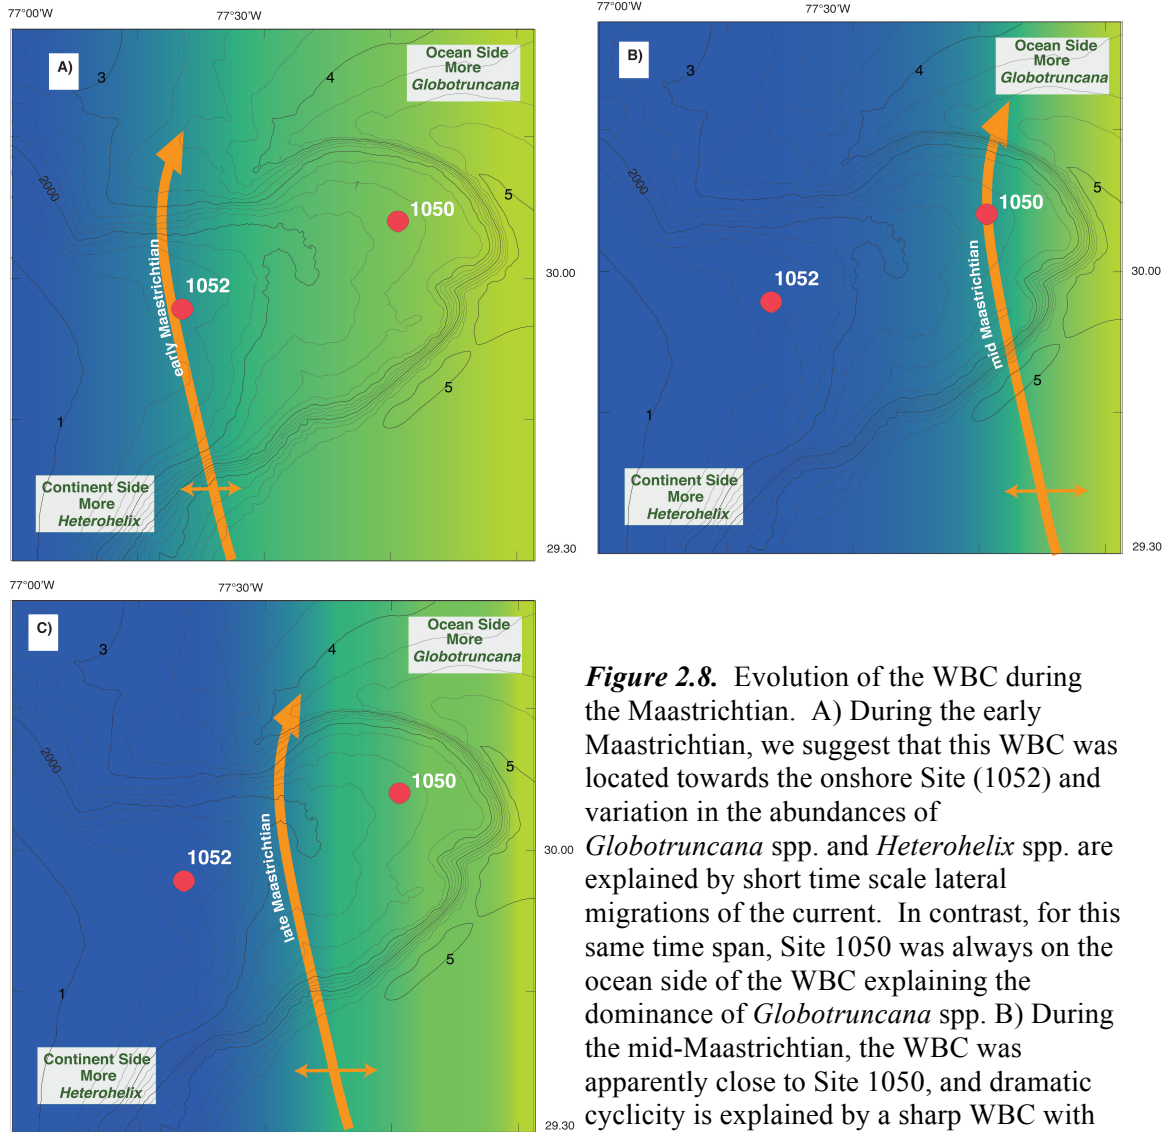 77°00'W
77°30'W
A)
3
4
Ocean Side
More
Globotruncana
2000
5
1050
1052
30.00
early Maastrichtian
5
1
Continent Side
More
Heterohelix
29.30
77°00'W
77°30'W
B)
3
4
Ocean Side
More
Globotruncana
2000
5
1050
1052
30.00
mid Maastrichtian
5
1
Continent Side
More
Heterohelix
29.30
77°00'W
77°30'W
C)
3
4
Ocean Side
More
Globotruncana
2000
5
1050
1052
30.00
late Maastrichtian
5
1
Continent Side
More
Heterohelix
29.30
Figure 2.8. Evolution of the WBC during
the Maastrichtian. A) During the early
Maastrichtian, we suggest that this WBC was
located towards the onshore Site (1052) and
variation in the abundances of
Globotruncana spp. and Heterohelix spp. are
explained by short time scale lateral
migrations of the current. In contrast, for this
same time span, Site 1050 was always on the
ocean side of the WBC explaining the
dominance of Globotruncana spp. B) During
the mid-Maastrichtian, the WBC was
apparently close to Site 1050, and dramatic
cyclicity is explained by a sharp WBC with